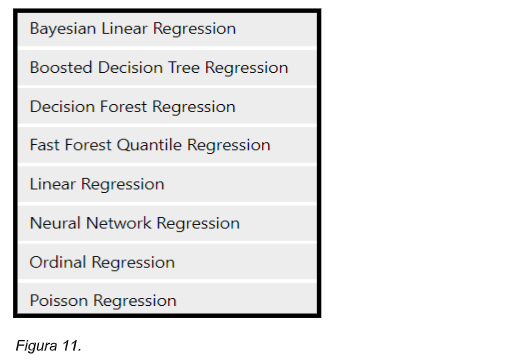 Bayesian Linear Regression
Boosted Decision Tree Regression
Decision Forest Regression
Fast Forest Quantile Regression
Linear Regression
Neural Network Regression
Ordinal Regression
Poisson Regression
Figura 11.